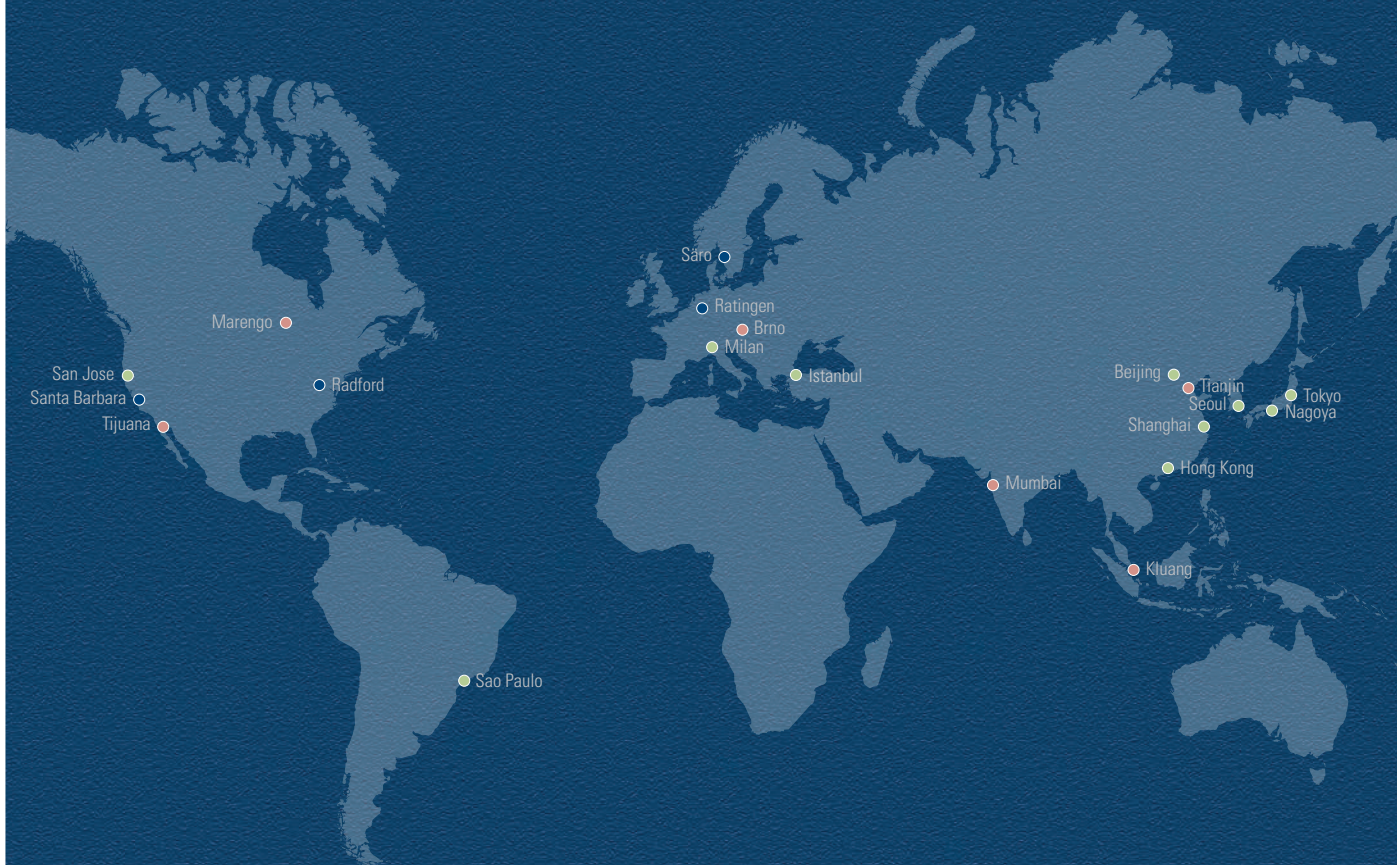 Säro
Ratingen
Marengo
Brno
Milan
San Jose
Radford
Istanbul
Beijing
Tianjin
Santa Barbara
Tokyo
Seoul
Nagoya
Tijuana
Shanghai
Hong Kong
Mumbai
Kluang
Sao Paulo